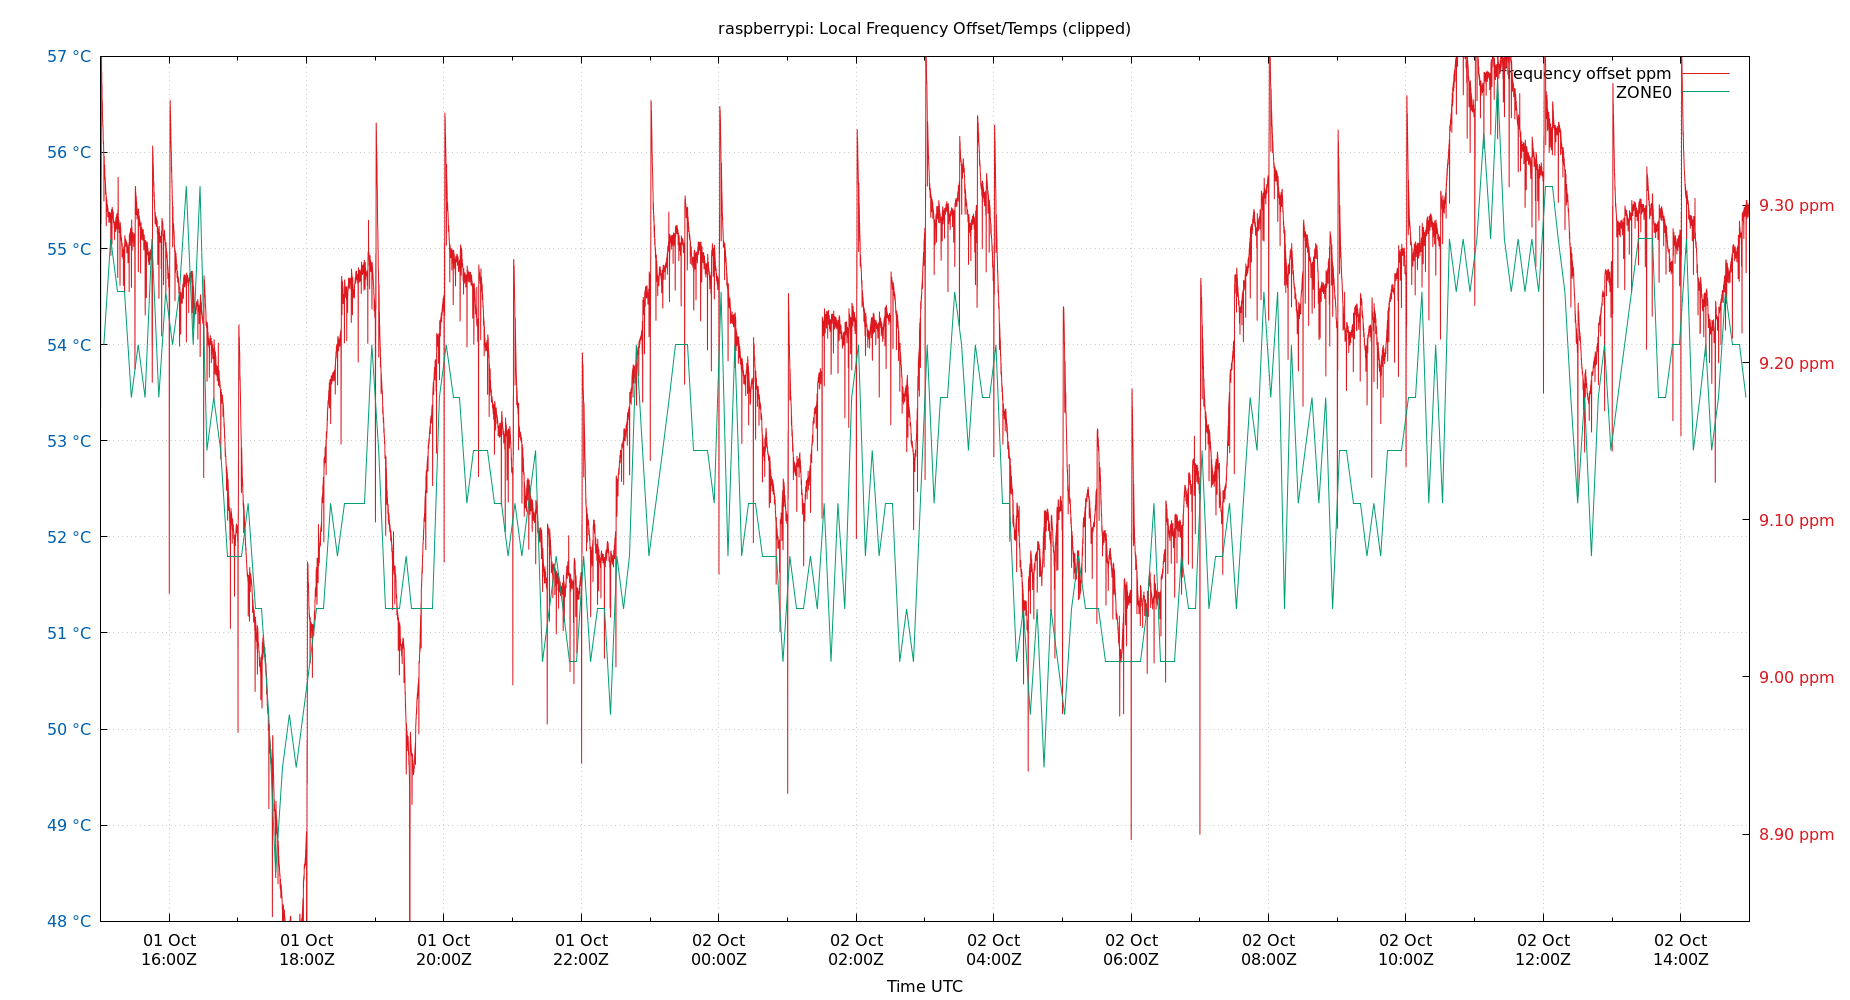 raspberrypi: Local Frequency Offset/Temps (clipped)
57 °C
56 °C
55 °C
54 °C
53 °C
52 °C
51 °C
50 °C
49 °C
48 °C
frequency offset ppm
ZONE0
9.30 ppm
9.20 ppm
9.10 ppm
9.00 ppm
8.90 ppm
01 Oct
16:00Z
01 Oct
18:00Z
01 Oct
20:00Z
01 Oct
22:00Z
02 Oct
00:00Z
02 Oct
02:00Z
02 Oct
04:00Z
02 Oct
06:00Z
02 Oct
08:00Z
02 Oct
10:00Z
02 Oct
12:00Z
02 Oct
14:00Z
Time UTC